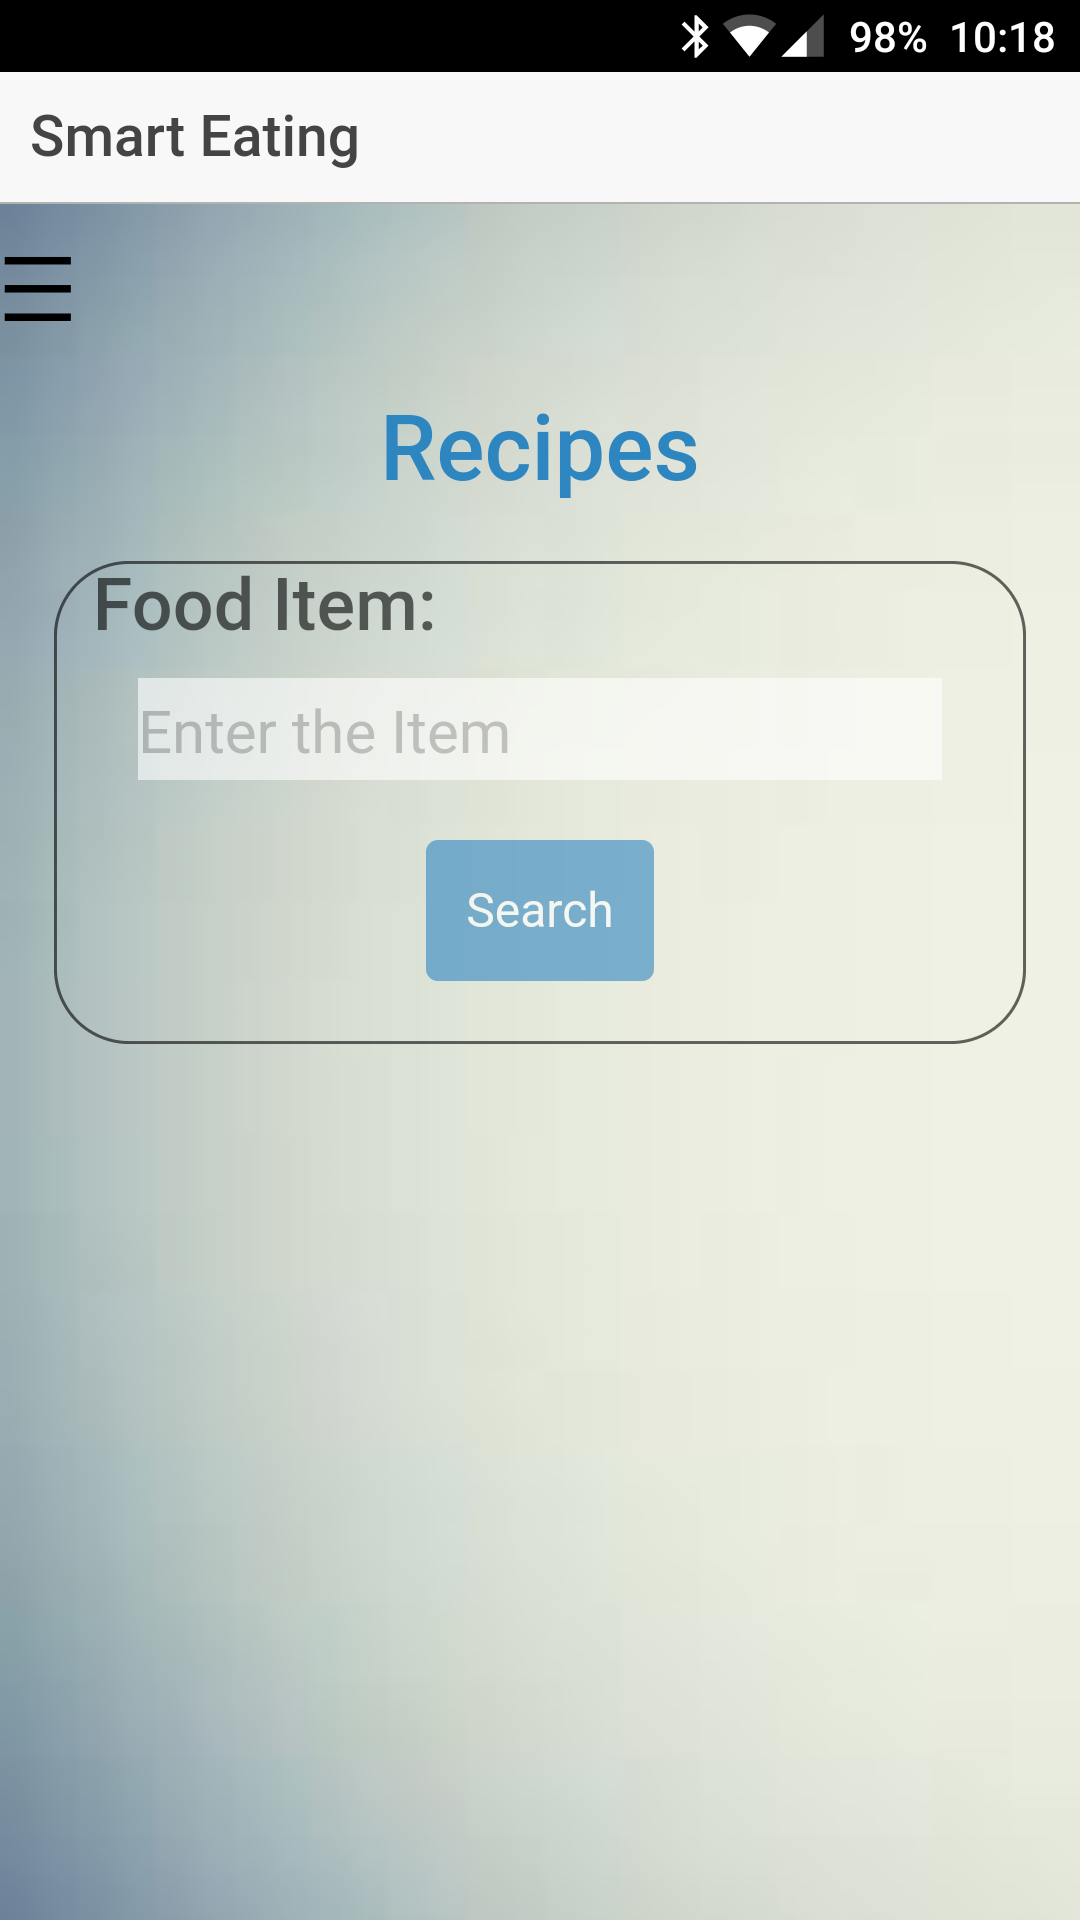 98% 10:18
Smart Eating
Recipes
Food Item:
Enter the Item
Search